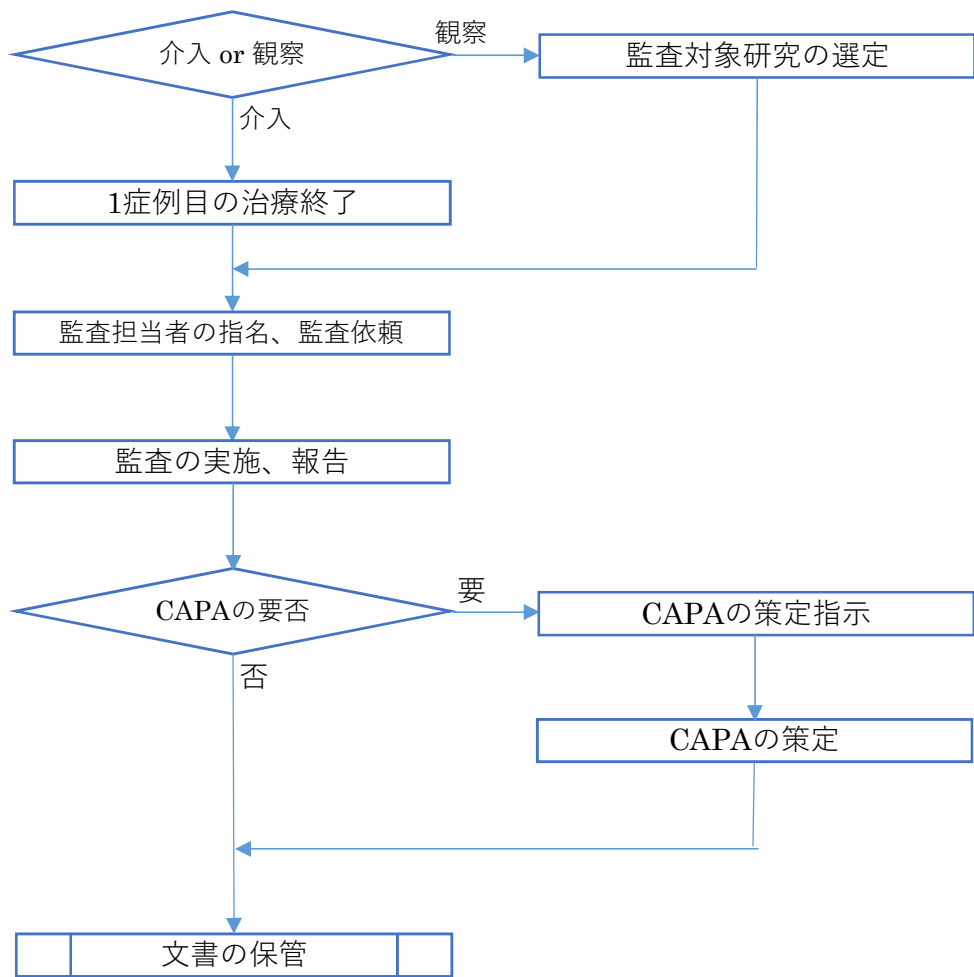 介入 or 観察
観察
監査対象研究の選定
介入
1症例目の治療終了
監査担当者の指名、監査依頼
監査の実施、報告
CAPAの要否
要
CAPAの策定指示
否
CAPAの策定
文書の保管